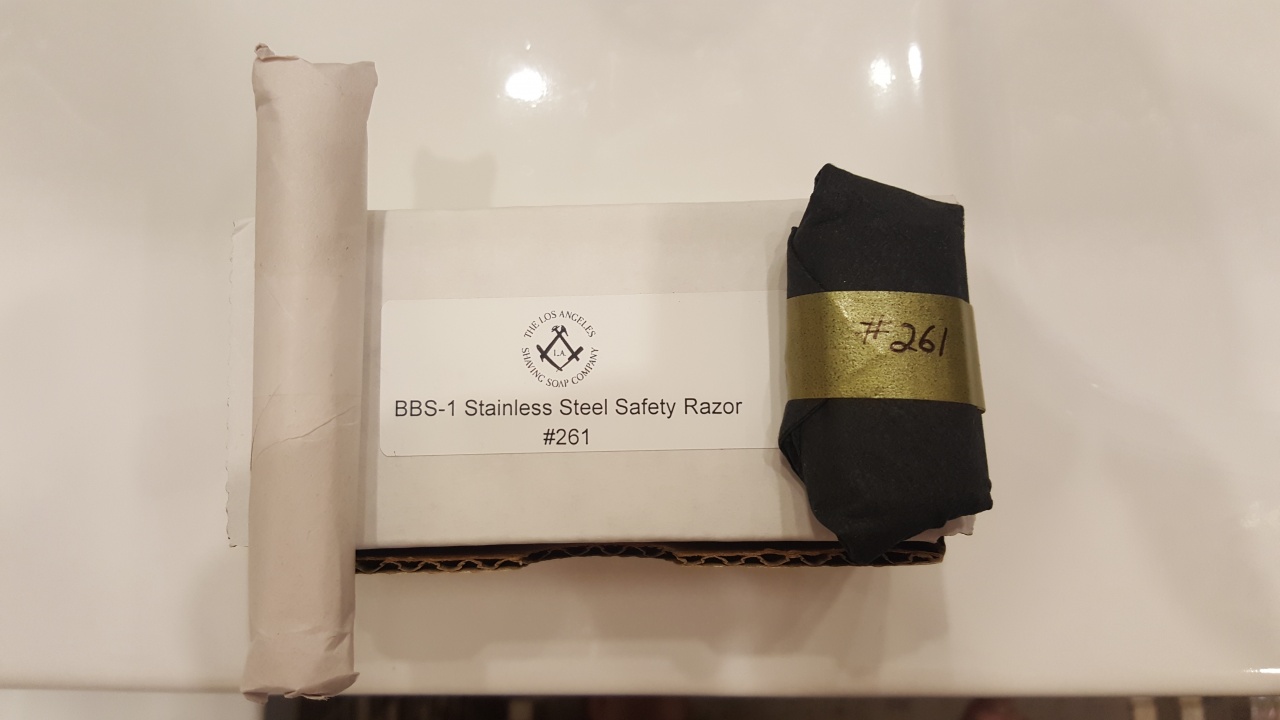 THE LOS ANGELES
L.A.
SHAVING SOAP COMPANY
BBS-1 Stainless Steel Safety Razor
#261
#261